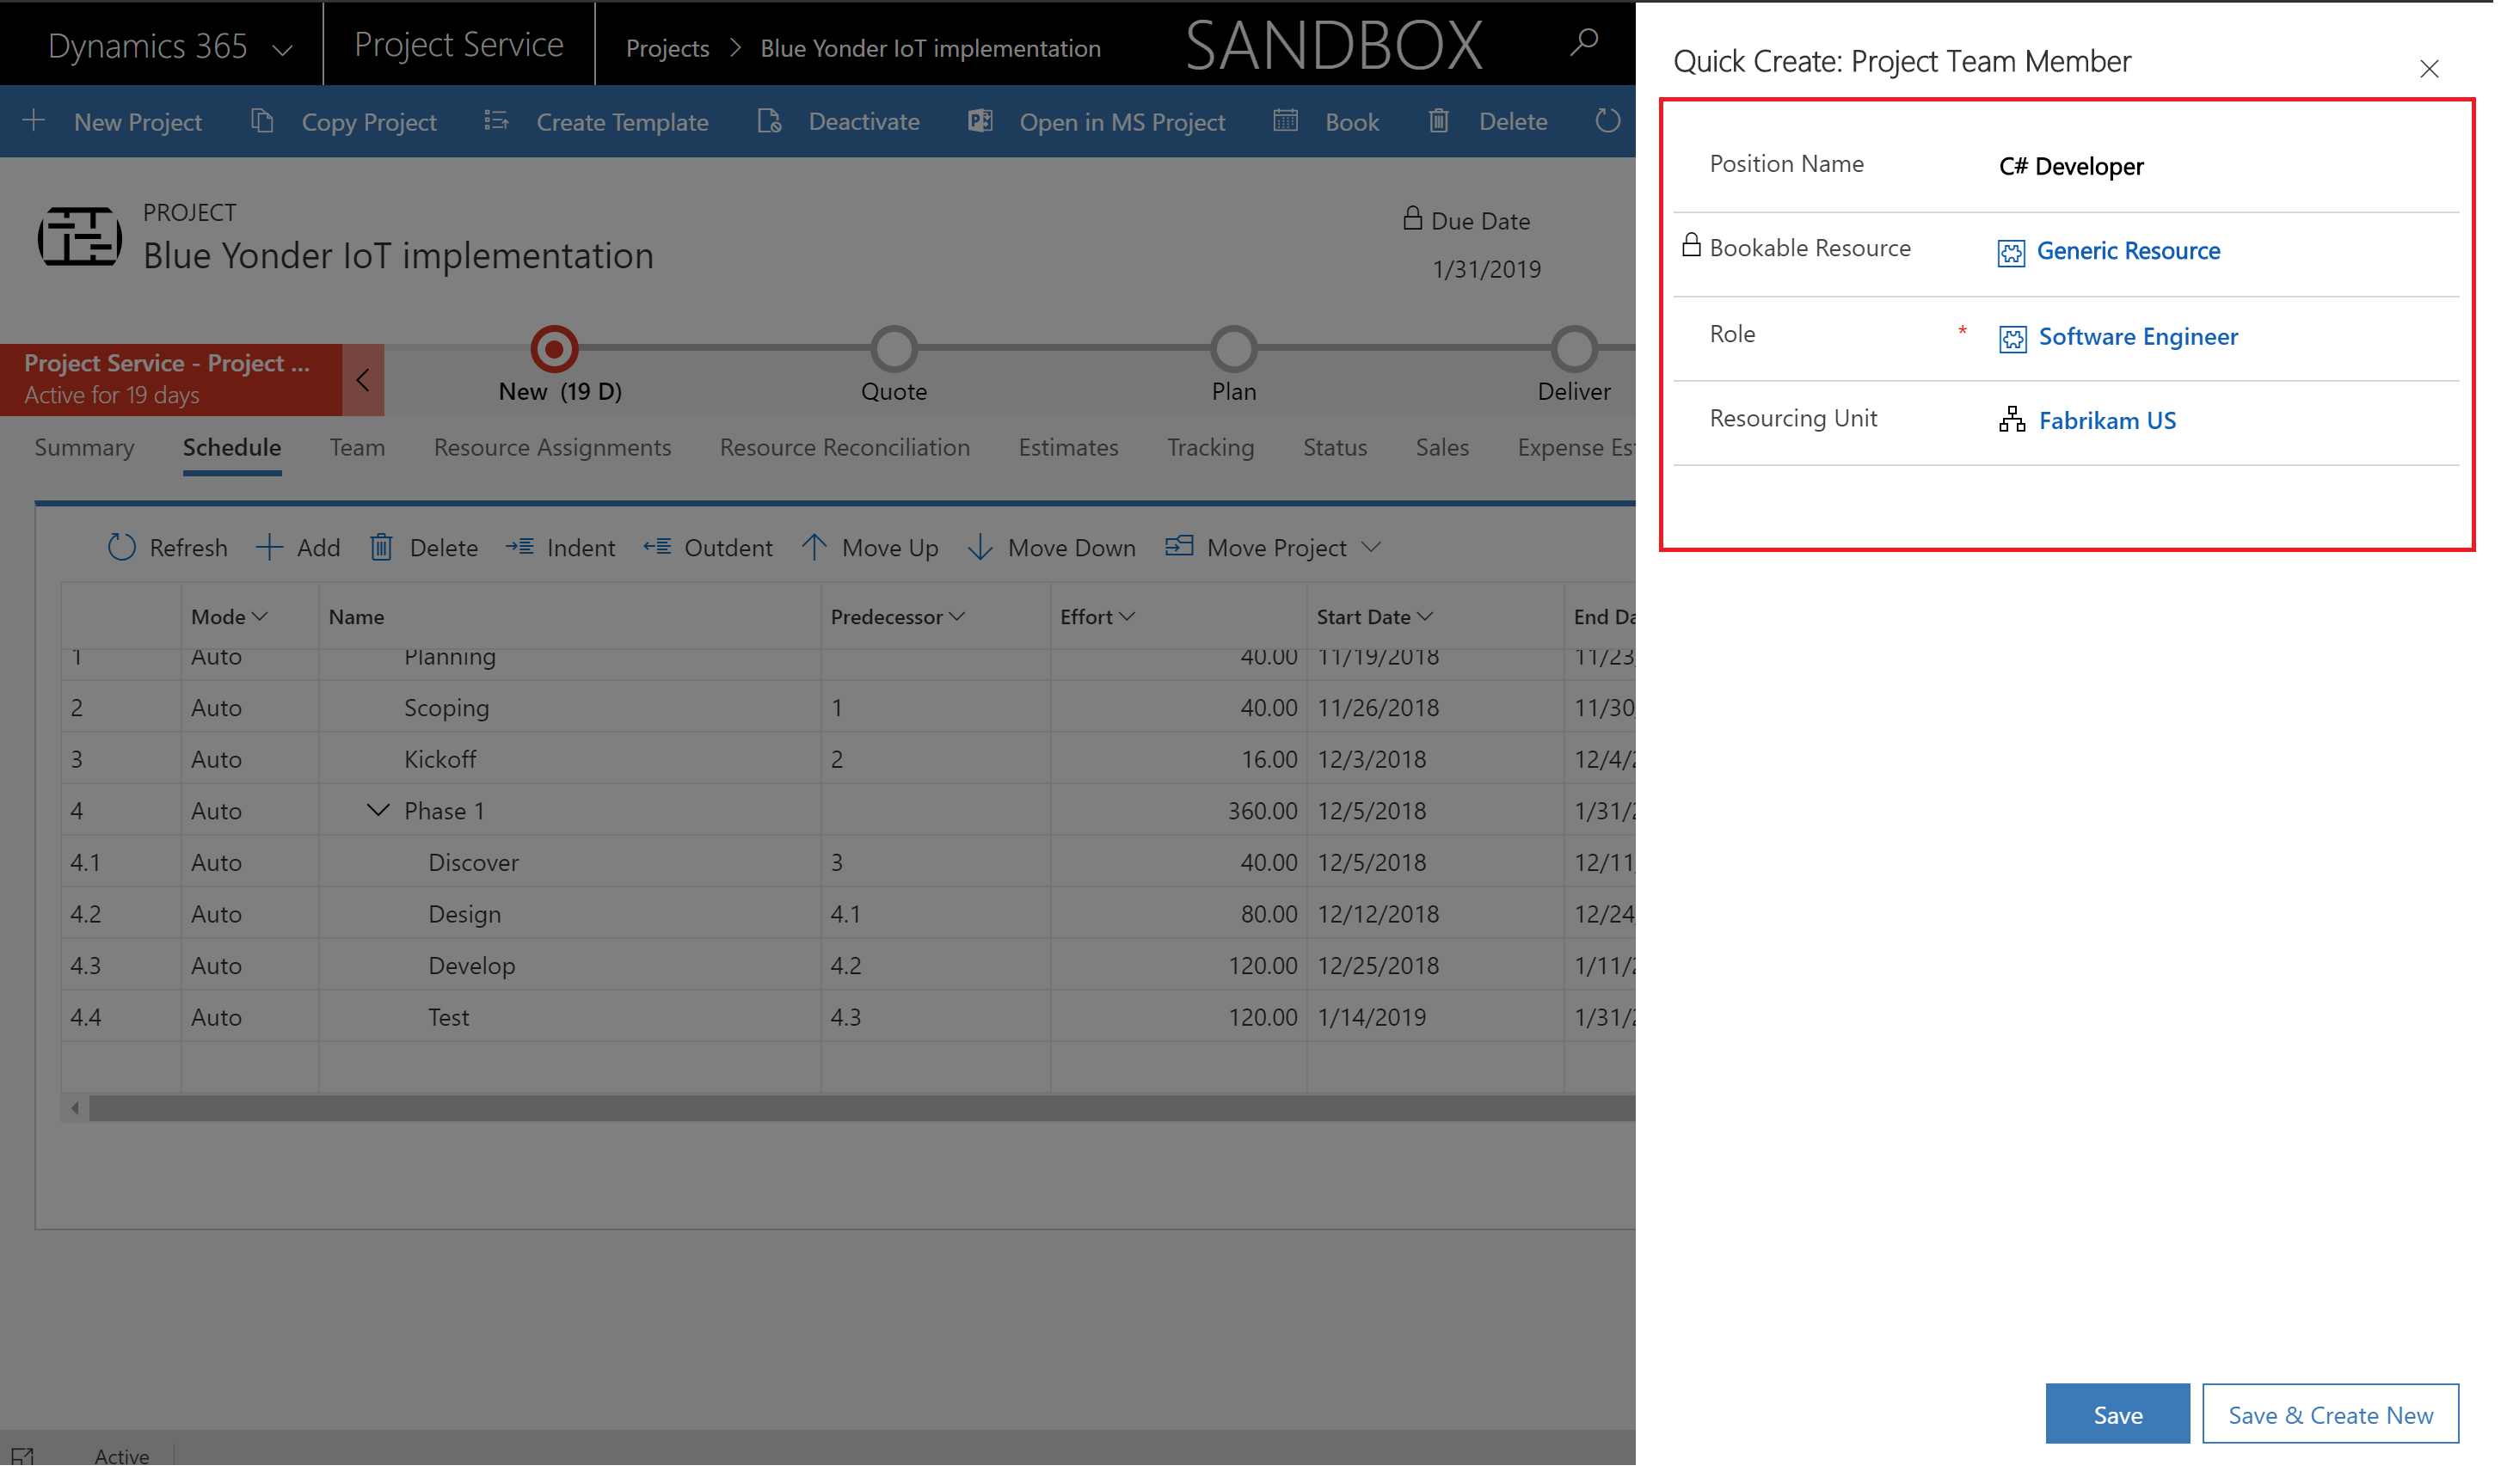 Dynamics 365
Project Service
Projects > Blue Yonder IoT implementation
SANDBOX
New Project
Copy Project
Create Template
Deactivate
Open in MS Project
Book
Delete
PROJECT
Blue Yonder IoT implementation
Due Date
1/31/2019
Project Service - Project ...
Active for 19 days
New (19 D)
Quote
Plan
Deliver
Summary
Schedule
Team
Resource Assignments
Resource Reconciliation
Estimates
Tracking
Status
Sales
Expense Es
Refresh
Add
Delete
Indent
Outdent
Move Up
Move Down
Move Project
Mode Name Predecessor Effort Start Date End Da
1 Auto Planning 40.00 11/19/2018 11/23
2 Auto Scoping 1 40.00 11/26/2018 11/30
3 Auto Kickoff 2 16.00 12/3/2018 12/4/2
4 Auto Phase 1 360.00 12/5/2018 1/31/2
4.1 Auto Discover 3 40.00 12/5/2018 12/11
4.2 Auto Design 4.1 80.00 12/12/2018 12/24
4.3 Auto Develop 4.2 120.00 12/25/2018 1/11/2
4.4 Auto Test 4.3 120.00 1/14/2019 1/31/2
Active
Quick Create: Project Team Member
Position Name C# Developer
Bookable Resource Generic Resource
Role * Software Engineer
Resourcing Unit Fabrikam US
Save
Save & Create New